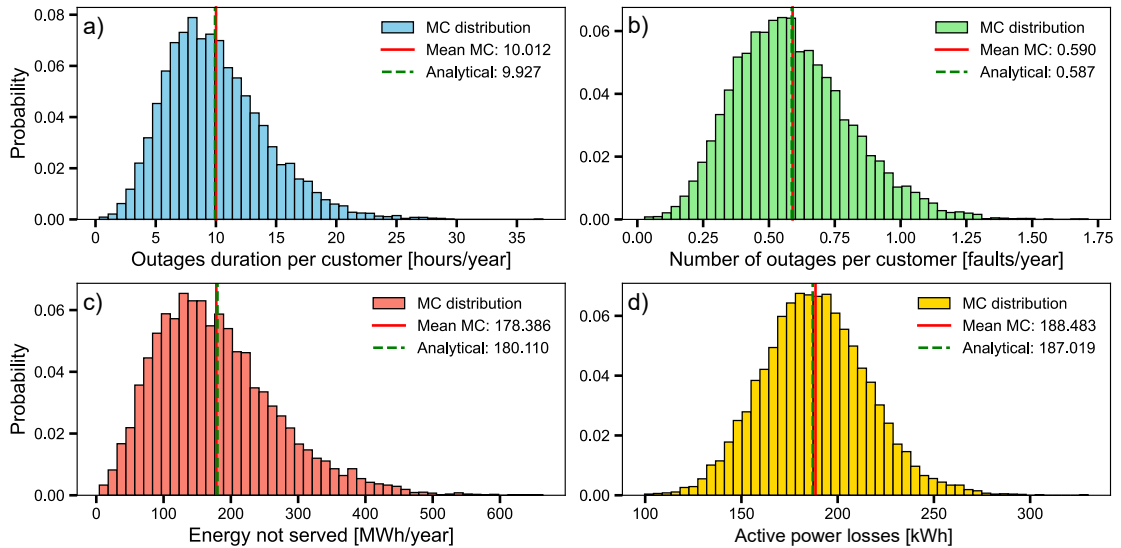 a)
MC distribution
Mean MC: 10.012
Analytical: 9.927
Probability
0.08
0.06
0.04
0.02
0.00
0 5 10 15 20 25 30 35
Outages duration per customer [hours/year]
b)
MC distribution
Mean MC: 0.590
Analytical: 0.587
0.06
0.04
0.02
0.00
0.00 0.25 0.50 0.75 1.00 1.25 1.50 1.75
Number of outages per customer [faults/year]
c)
MC distribution
Mean MC: 178.386
Analytical: 180.110
Probability
0.06
0.04
0.02
0.00
0 100 200 300 400 500 600
Energy not served [MWh/year]
d)
MC distribution
Mean MC: 188.483
Analytical: 187.019
0.06
0.04
0.02
0.00
100 150 200 250 300
Active power losses [kWh]